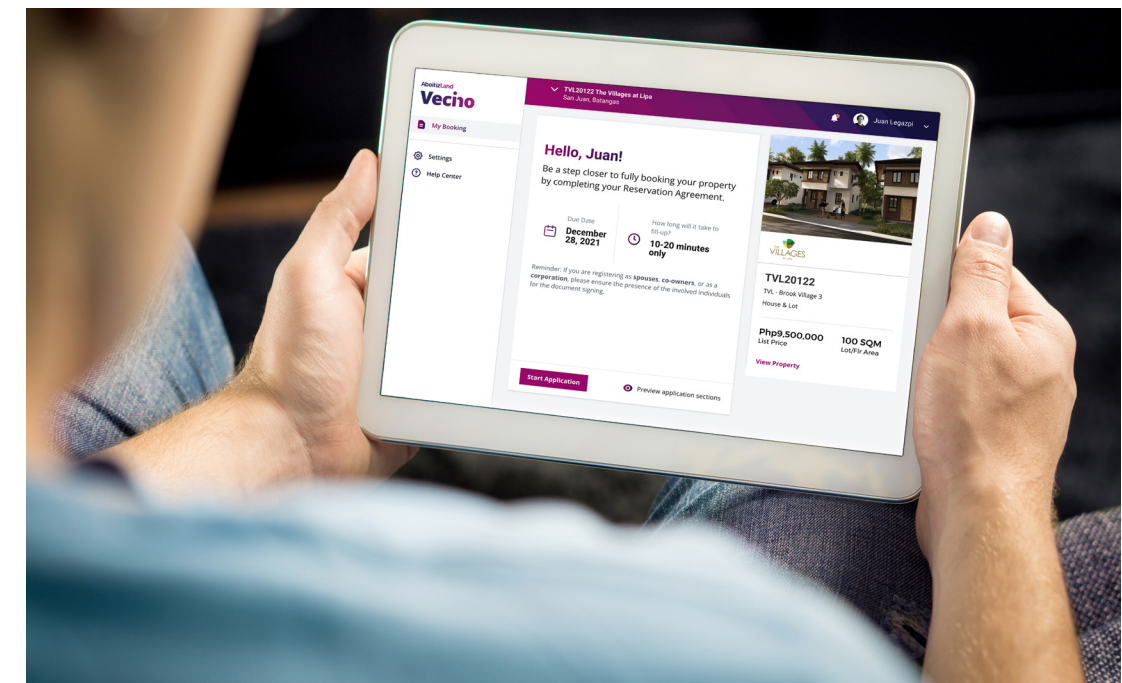 AboitizLand
Vecino
My Booking
Settings
Help Center
TVL20122 The Villages at Lipa
San Juan, Batangas
Juan Legazpi
Hello, Juan!
Be a step closer to fully booking your property
by completing your Reservation Agreement.
Due Date
December
28, 2021
How long will it take to
fill-up?
10-20 minutes
only
Reminder: If you are registering as spouses, co-owners, or as a
corporation, please ensure the presence of the involved individuals
for the document signing.
Start Application
Preview application sections
THE
VILLAGES
TVL20122
TVL - Brook Village 3
House & Lot
Php9,500,000
List Price
100 SQM
Lot/Flr Area
View Property